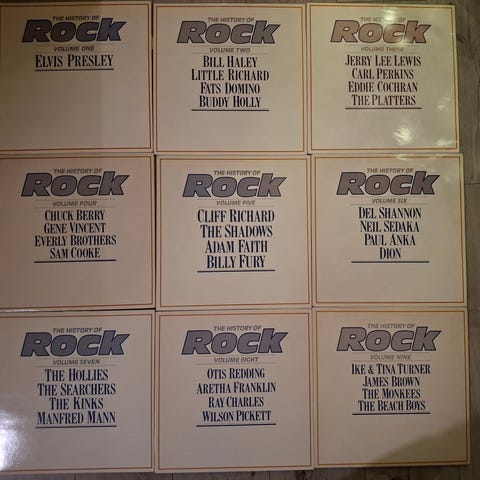 THE HISTORY OF
Rock
VOLUME ONE
ELVIS PRESLEY
THE HISTORY OF
Rock
VOLUME TWO
BILL HALEY
LITTLE RICHARD
FATS DOMINO
BUDDY HOLLY
THE HISTORY OF
Rock
VOLUME THREE
JERRY LEE LEWIS
CARL PERKINS
EDDIE COCHRAN
THE PLATTERS
THE HISTORY OF
Rock
VOLUME FOUR
CHUCK BERRY
GENE VINCENT
EVERLY BROTHERS
SAM COOKE
THE HISTORY OF
Rock
VOLUME FIVE
CLIFF RICHARD
THE SHADOWS
ADAM FAITH
BILLY FURY
THE HISTORY OF
Rock
VOLUME SIX
DEL SHANNON
NEIL SEDAKA
PAUL ANKA
DION
THE HISTORY OF
Rock
VOLUME SEVEN
THE HOLLIES
THE SEARCHERS
THE KINKS
MANFRED MANN
THE HISTORY OF
Rock
VOLUME EIGHT
OTIS REDDING
ARETHA FRANKLIN
RAY CHARLES
WILSON PICKETT
THE HISTORY OF
Rock
VOLUME NINE
IKE & TINA TURNER
JAMES BROWN
THE MONKEES
THE BEACH BOYS